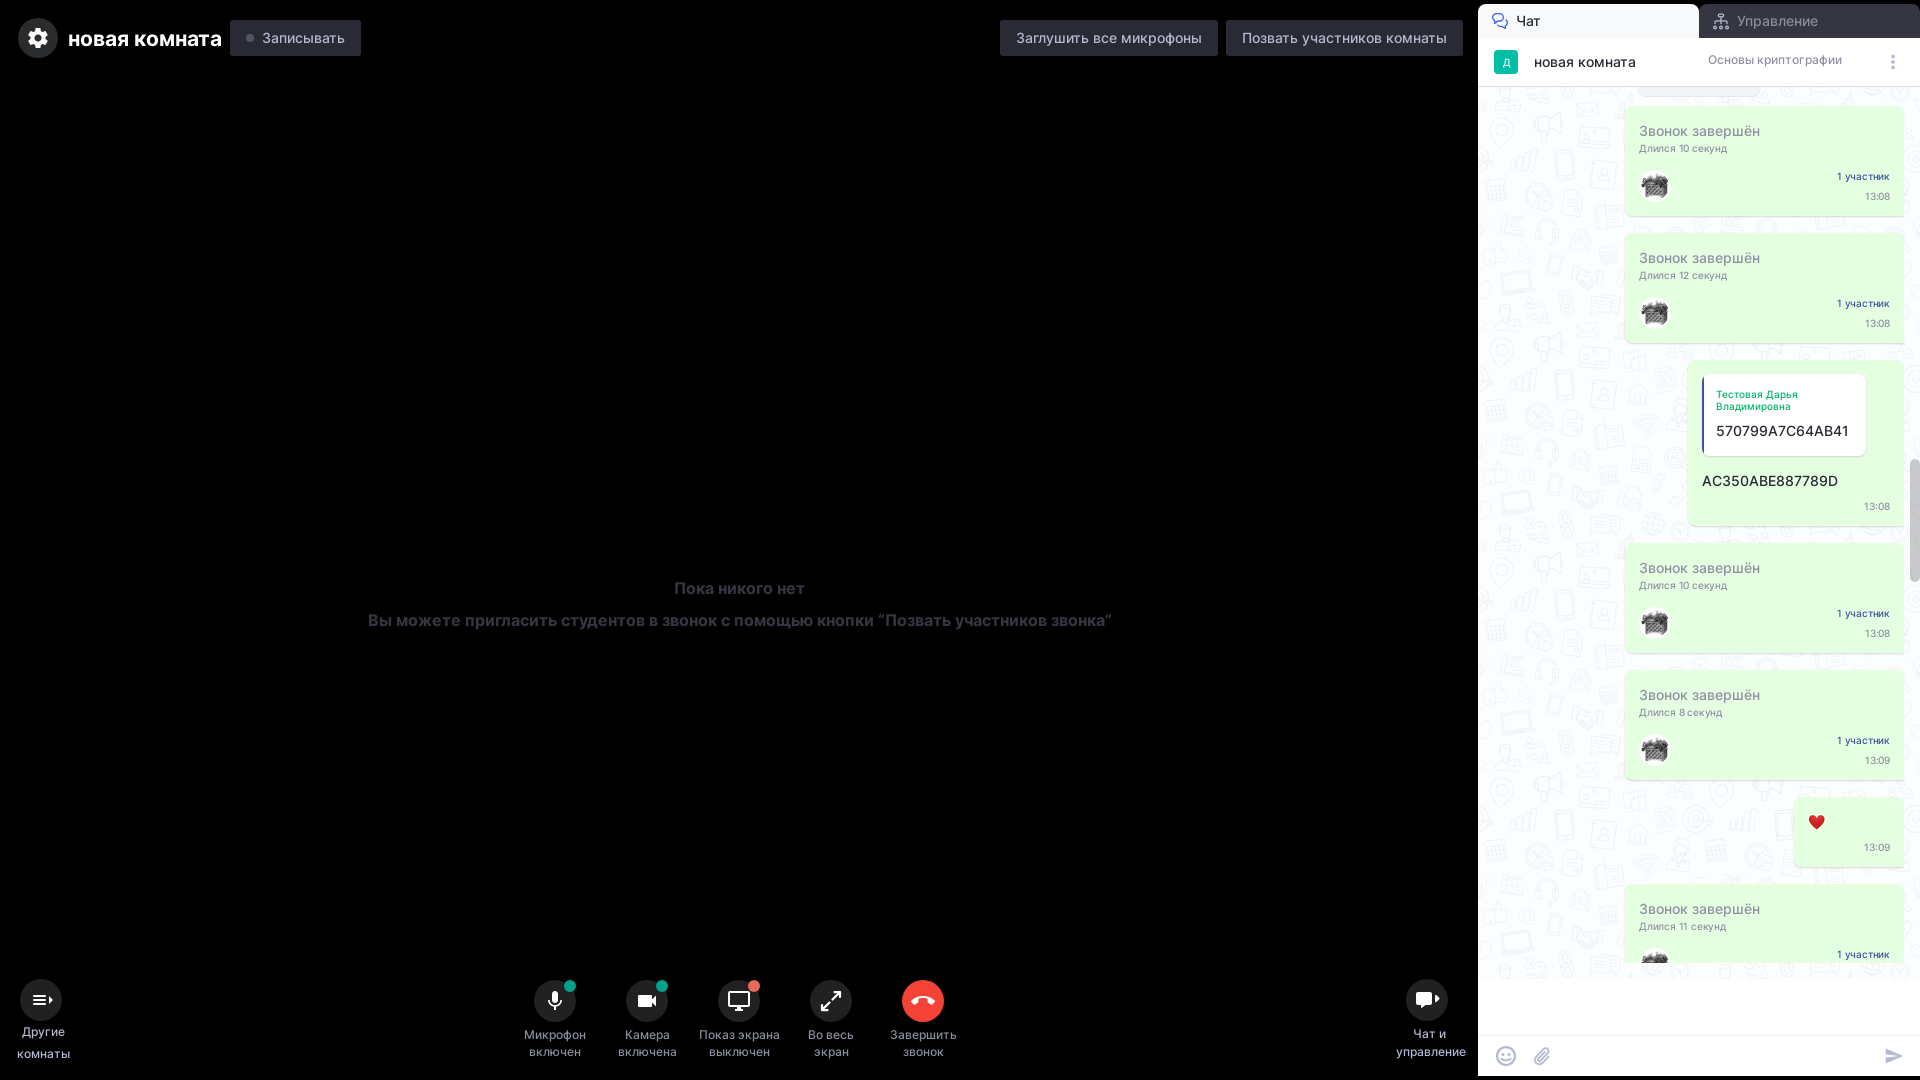 новая комната
Записывать
Заглушить все микрофоны
Позвать участников комнаты
Чат
Управление
Д
новая комната
Основы криптографии
Звонок завершён
Длился 10 секунд
1 участник
13:08
Звонок завершён
Длился 12 секунд
1 участник
13:08
Тестовая Дарья
Владимировна
570799A7C64AB41
AC350ABE887789D
13:08
Звонок завершён
Длился 10 секунд
1 участник
13:08
Звонок завершён
Длился 8 секунд
1 участник
13:09
13:09
Звонок завершён
Длился 11 секунд
1 участник
Пока никого нет
Вы можете пригласить студентов в звонок с помощью кнопки “Позвать участников звонка”
Другие
комнаты
Микрофон
включен
Камера
включена
Показ экрана
выключен
Во весь
экран
Завершить
звонок
Чат и
управление